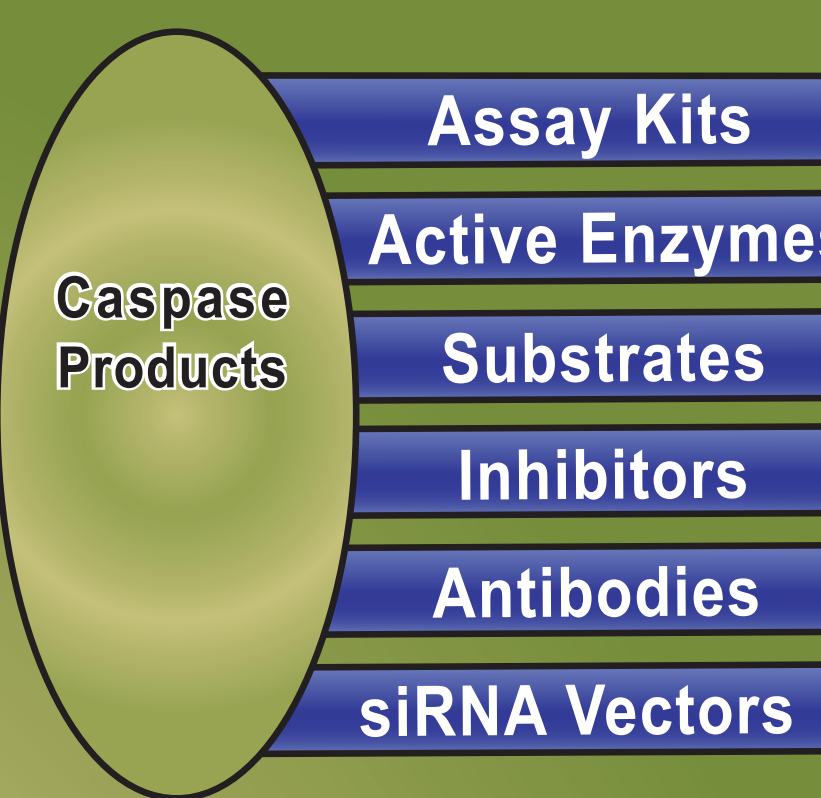 Assay Kits
Active Enzymes
Caspase
Products
Substrates
Inhibitors
Antibodies
siRNA Vectors